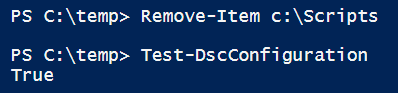 PS C:\temp> Remove-Item c:\Scripts
PS C:\temp> Test-DscConfiguration
True